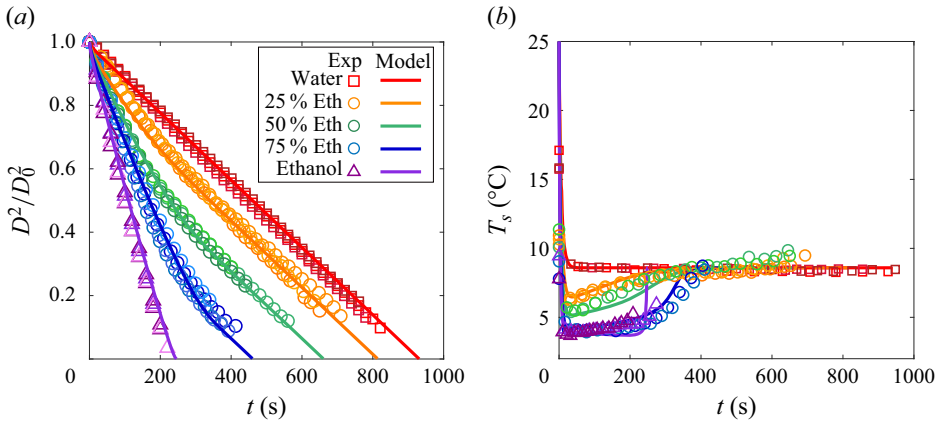 (a)
1.0
0.8
0.6
0.4
0.2
0
200
400
600
800
1000
t (s)
D²/D₀²
Exp Model
Water
25 % Eth
50 % Eth
75 % Eth
Ethanol
(b)
25
20
15
10
5
0
200
400
600
800
1000
t (s)
Tₛ (°C)